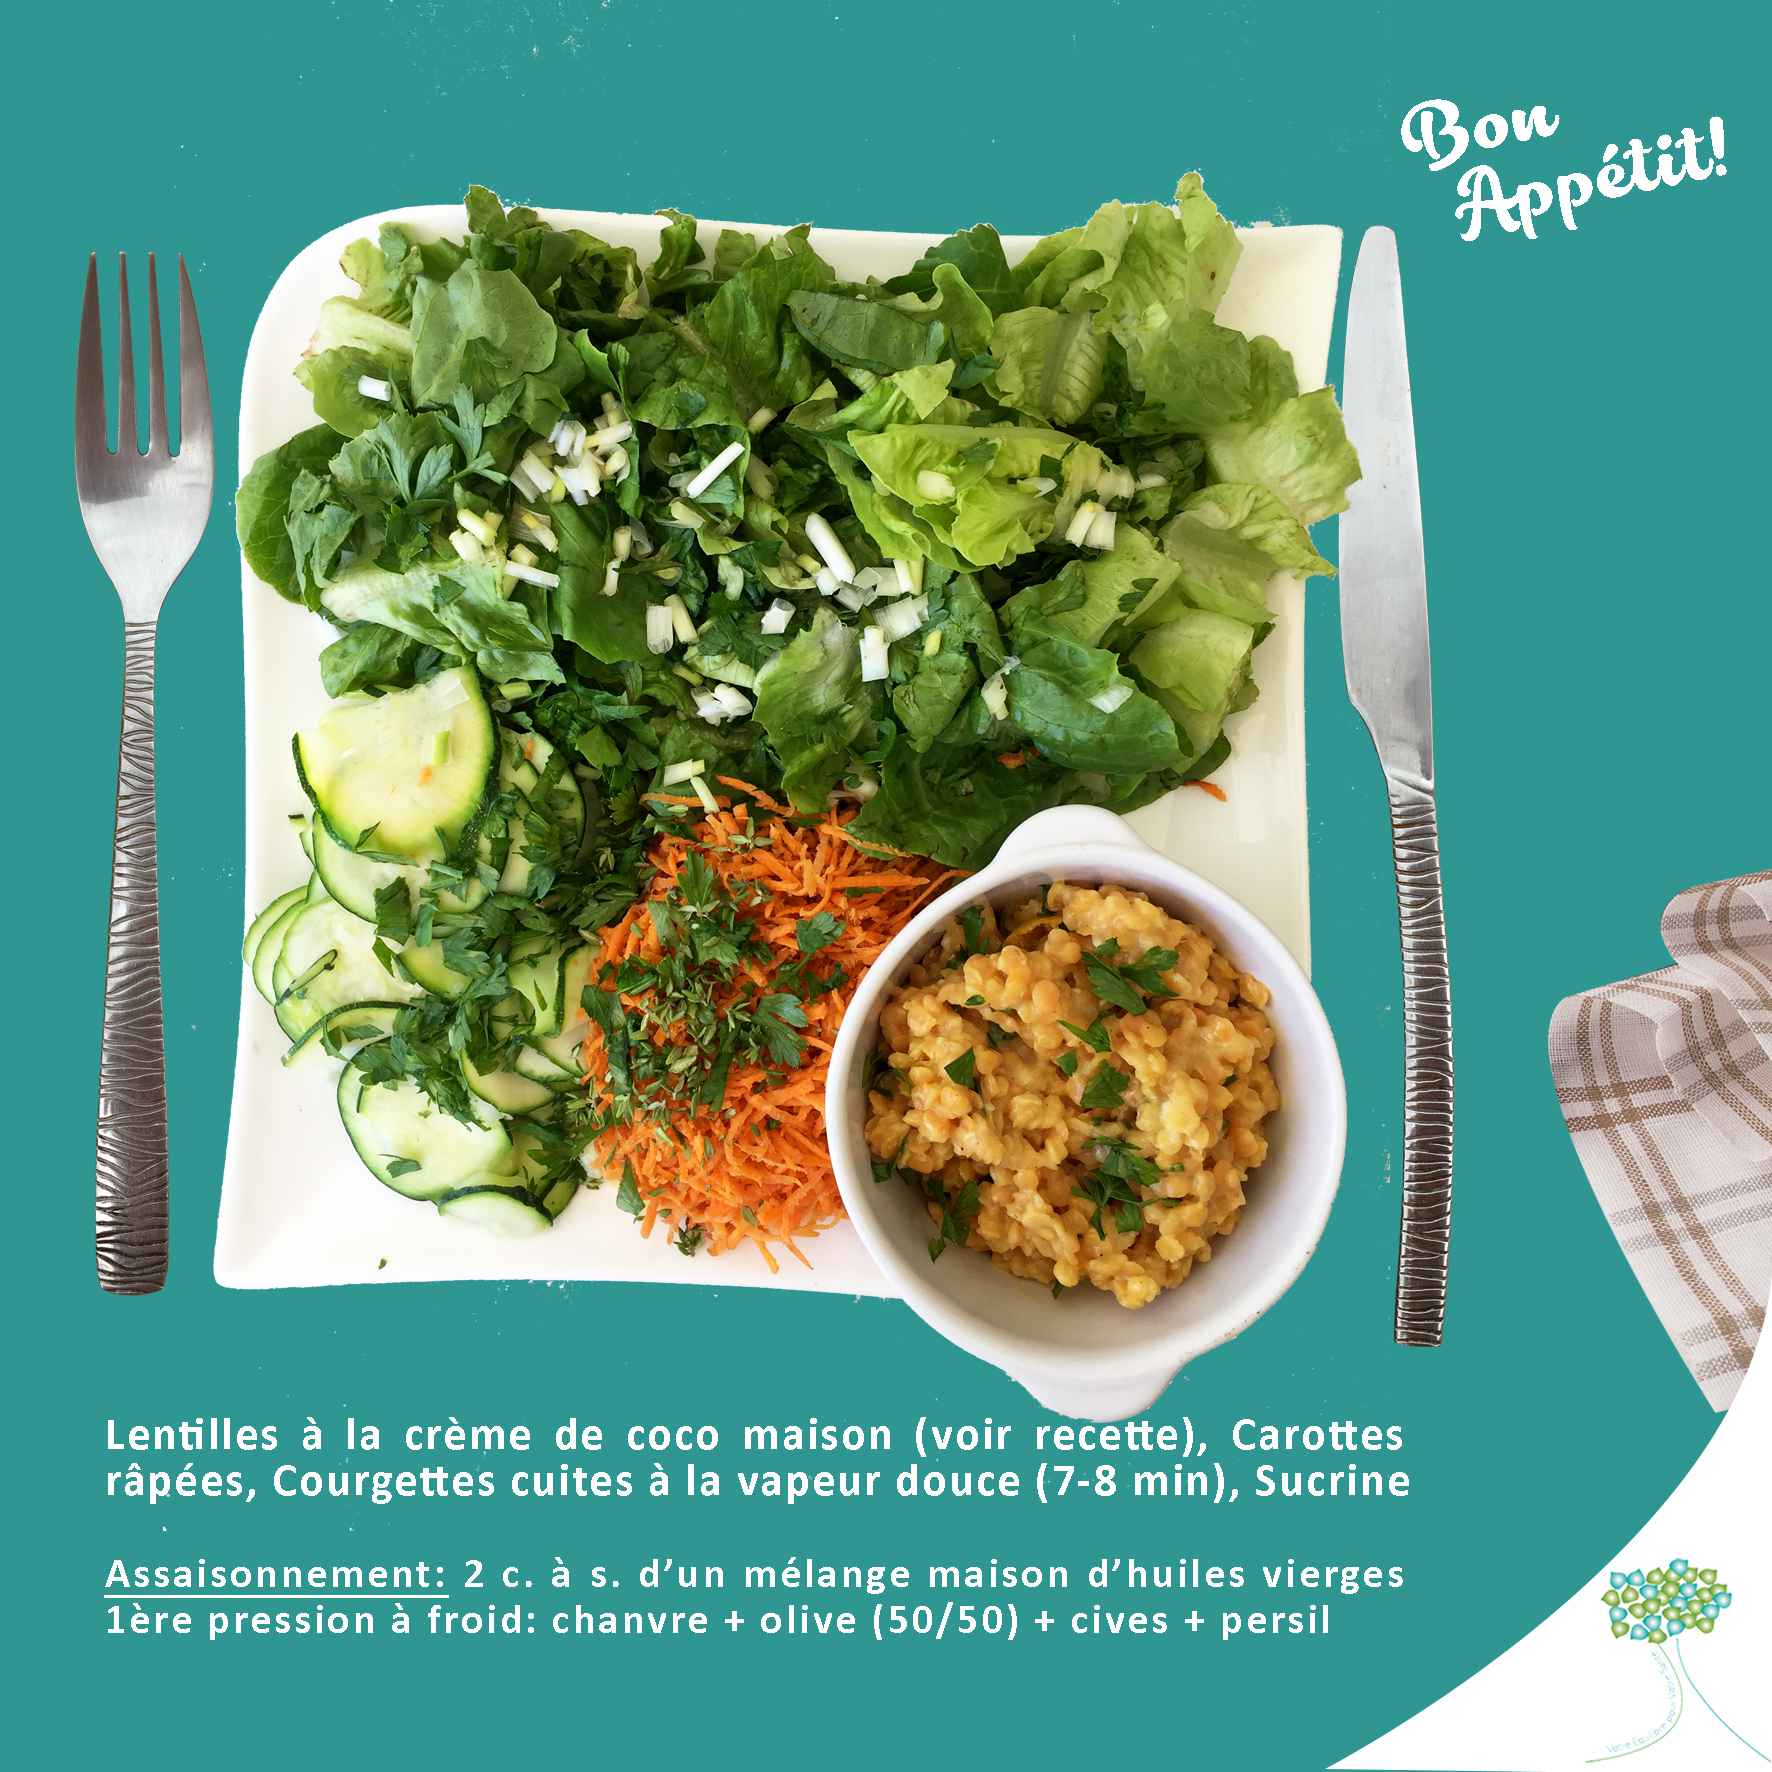 Bon
Appétit!
Lentilles à la crème de coco maison (voir recette), Carottes
râpées, Courgettes cuites à la vapeur douce (7-8 min), Sucrine
Assaisonnement: 2 c. à s. d’un mélange maison d’huiles vierges
1ère pression à froid: chanvre + olive (50/50) + cives + persil